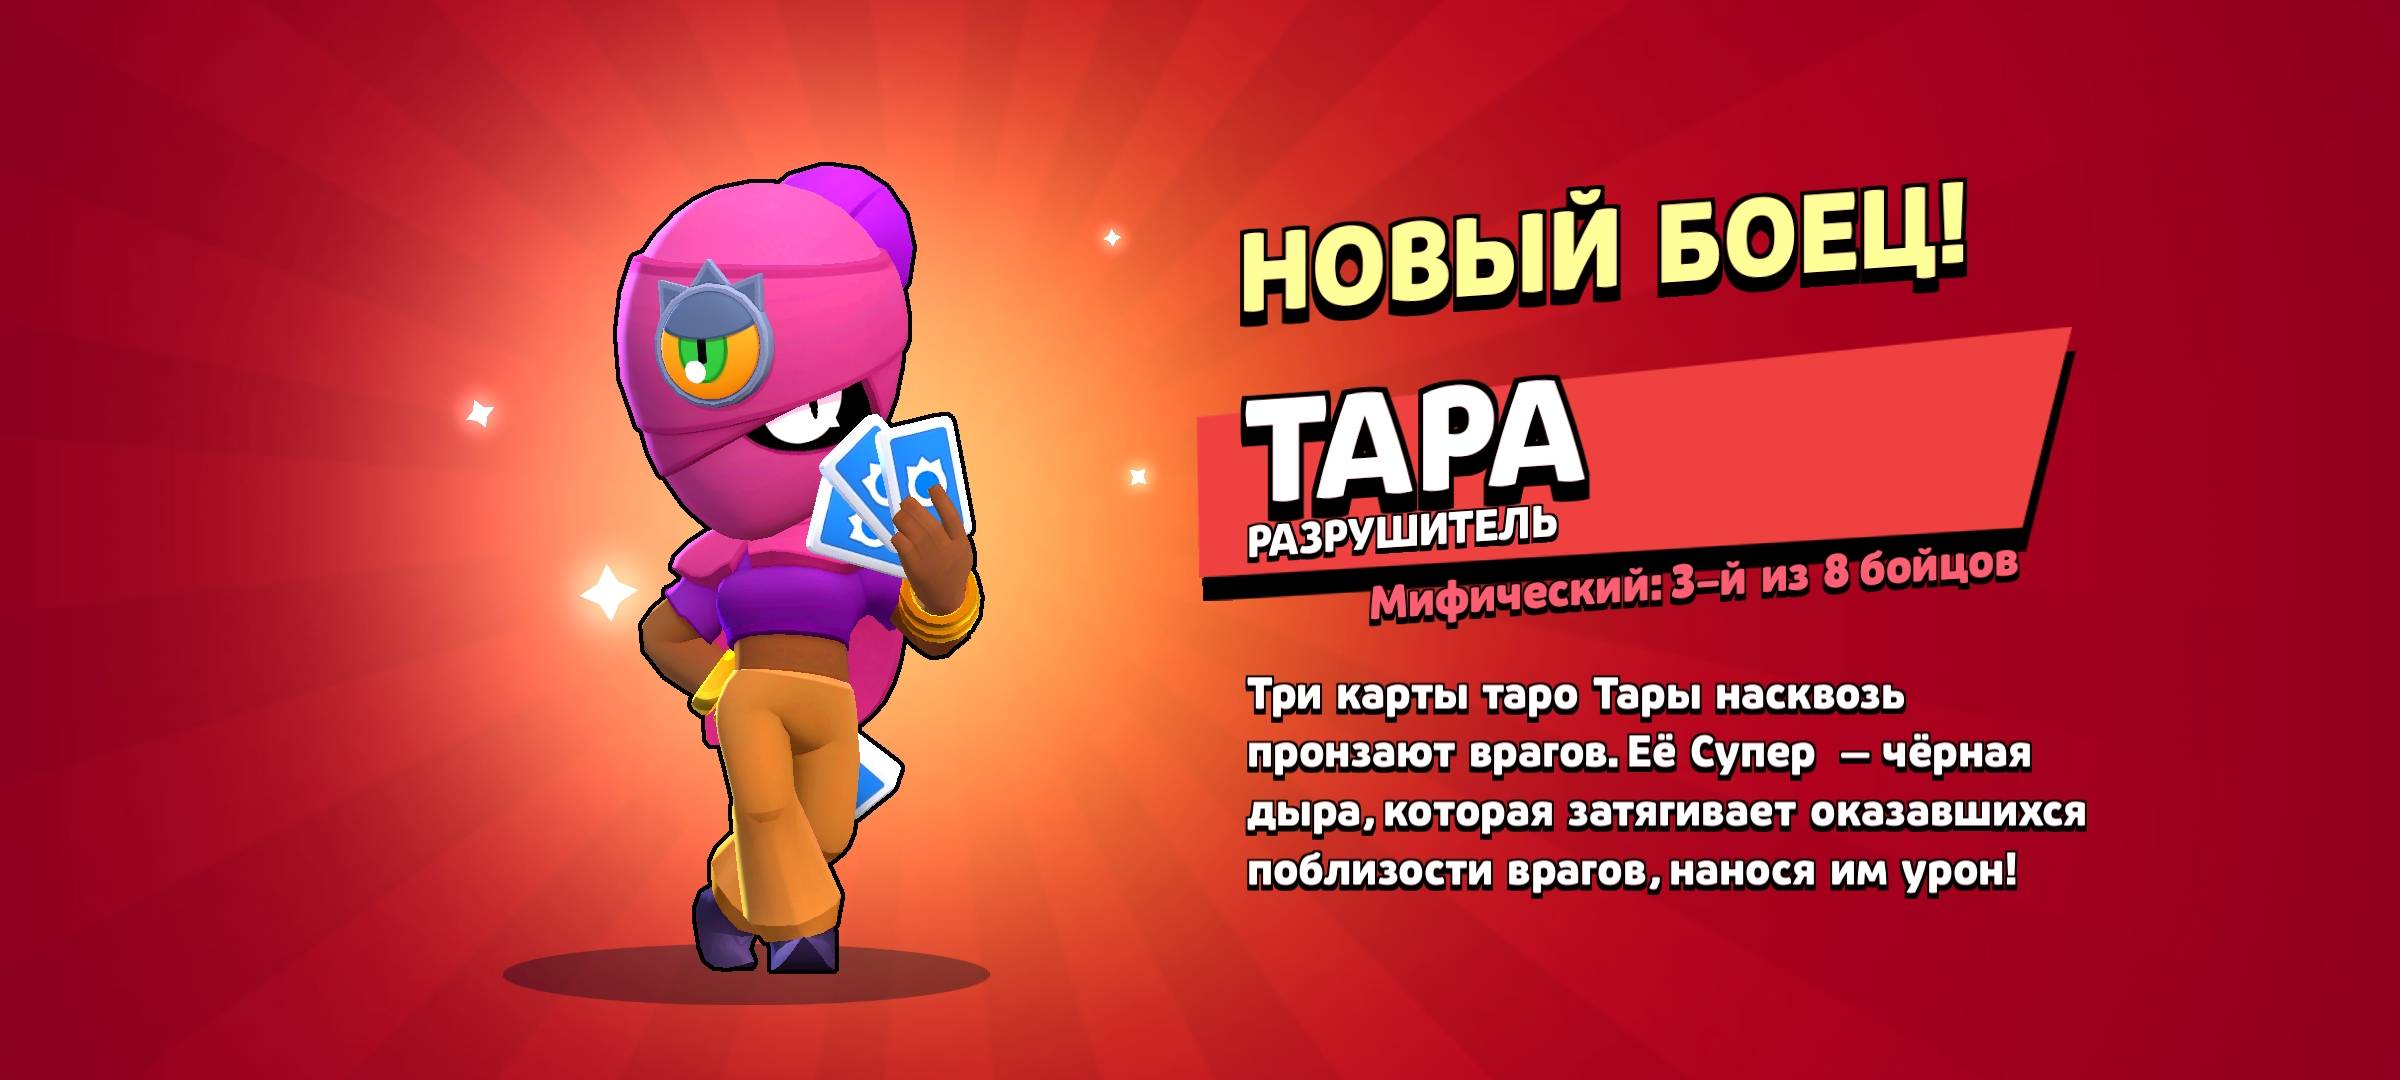 НОВЫЙ БОЕЦ!
ТАРА
РАЗРУШИТЕЛЬ
Мифический: 3-й из 8 бойцов
Три карты таро Тары насквозь
пронзают врагов. Её Супер – чёрная
дыра, которая затягивает оказавшихся
поблизости врагов, нанося им урон!